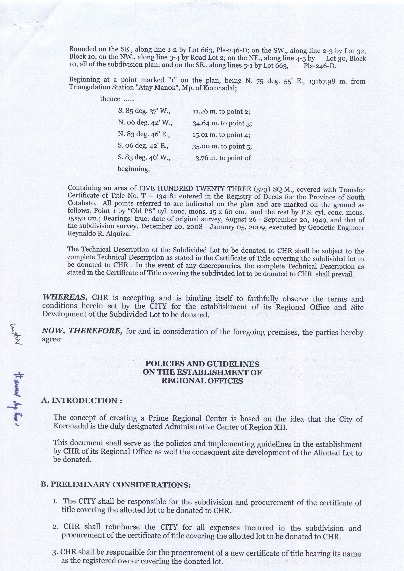 Bounded on the SE., along line 1-2 by Lot 663, Pls-246-D; on the SW., along line 2-3 by Lot 32,
Block 10, on the NW., along line 3-4 by Road Lot 2; on the NE., along line 4-5 by Lot 30, Block
10, all of the subdivision plan, and on the SE., along lines 5-1 by Lot 663, Pls-246-D.
Beginning at a point marked "1" on the plan, being N. 75 deg. 55' E., 13167.98 m. from
Triangulation Station "Atay Manok", Mp. of Koronadal;
thence .....
S. 85 deg. 37' W., 11.26 m. to point 2;
N. 06 deg. 42' W., 34.64 m. to point 3;
N. 83 deg. 46' E., 15.01 m. to point 4;
S. 06 deg. 42' E., 35.00 m. to point 5;
S. 83 deg. 46' W., 3.76 m. to point of
beginning.
Containing an area of FIVE HUNDRED TWENTY THREE (523) SQ.M., covered with Transfer
Certificate of Title No. T – 134-81 entered in the Registry of Deeds for the Province of South
Cotabato. All points referred to are indicated on the plan and are marked on the ground as
follows: Point 1 by "Old PS" cyl. conc. mons. 15 x 60 cm. and the rest by P.S. cyl. conc. mons.
15x50 cm.; Bearings: true; date of original survey, August 26 - September 20, 1949, and that of
the subdivision survey, December 20, 2008 – January 05, 2009, executed by Geodetic Engineer
Reynaldo R. Alquiza.
The Technical Description of the Subdivided Lot to be donated to CHR shall be subject to the
complete Technical Description as stated in the Certificate of Title covering the subdivided lot to
be donated to CHR. In the event of any discrepancies, the complete Technical Description as
stated in the Certificate of Title covering the subdivided lot to be donated to CHR shall prevail.
WHEREAS, CHR is accepting and is binding itself to faithfully observe the terms and
conditions herein set by the CITY for the establishment of its Regional Office and Site
Development of the Subdivided Lot to be donated.
NOW, THEREFORE, for and in consideration of the foregoing premises, the parties hereby
agree:
POLICIES AND GUIDELINES
ON THE ESTABLISHMENT OF
REGIONAL OFFICES
A. INTRODUCTION :
The concept of creating a Prime Regional Center is based on the idea that the City of
Koronadal is the duly designated Administrative Center of Region XII.
This document shall serve as the policies and implementing guidelines in the establishment
by CHR of its Regional Office as well the consequent site development of the Allotted Lot to
be donated.
B. PRELIMINARY CONSIDERATIONS:
1. The CITY shall be responsible for the subdivision and procurement of the certificate of
title covering the allotted lot to be donated to CHR.
2. CHR shall reimburse the CITY for all expenses incurred in the subdivision and
procurement of the certificate of title covering the allotted lot to be donated to CHR.
3. CHR shall be responsible for the procurement of a new certificate of title bearing its name
as the registered owner covering the donated lot.